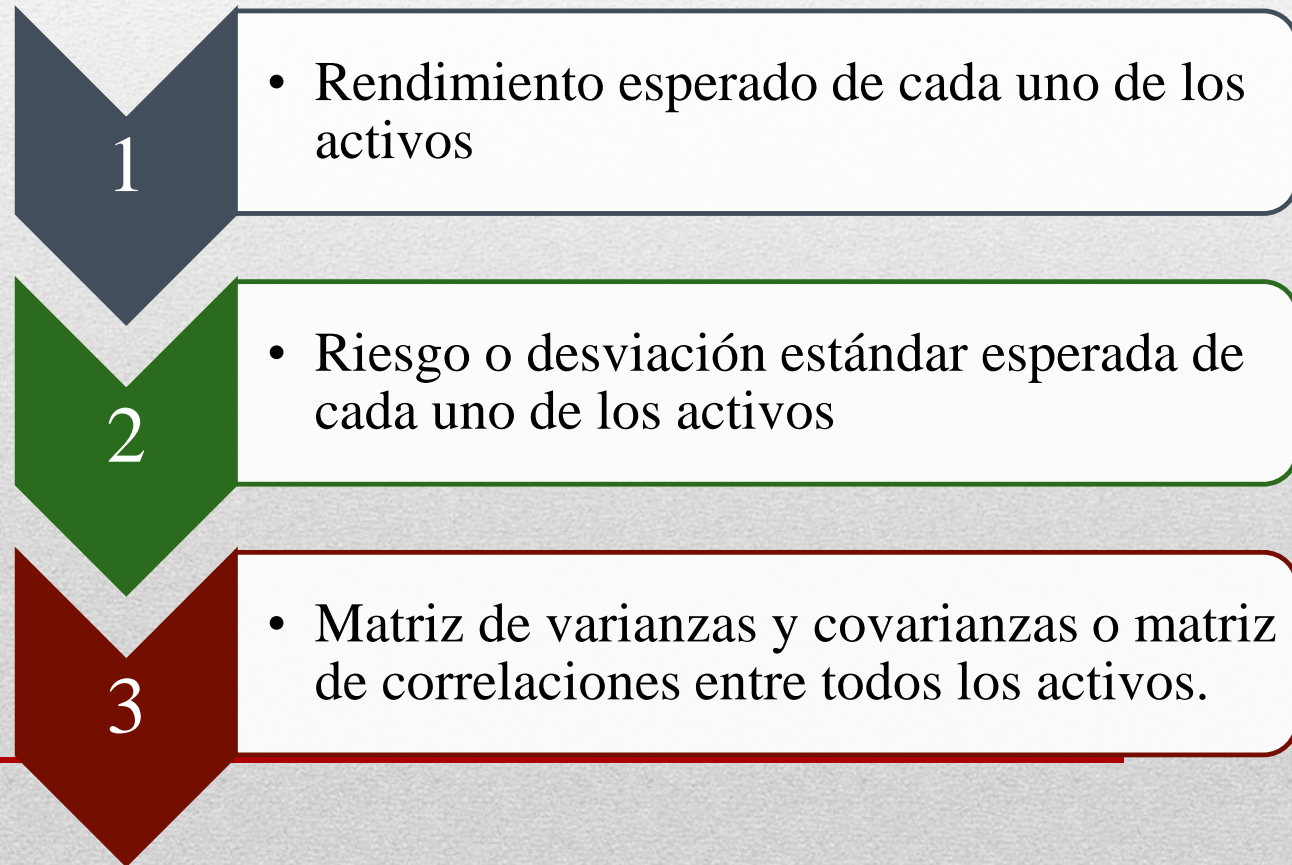 1
• Rendimiento esperado de cada uno de los
activos
2
• Riesgo o desviación estándar esperada de
cada uno de los activos
3
• Matriz de varianzas y covarianzas o matriz
de correlaciones entre todos los activos.